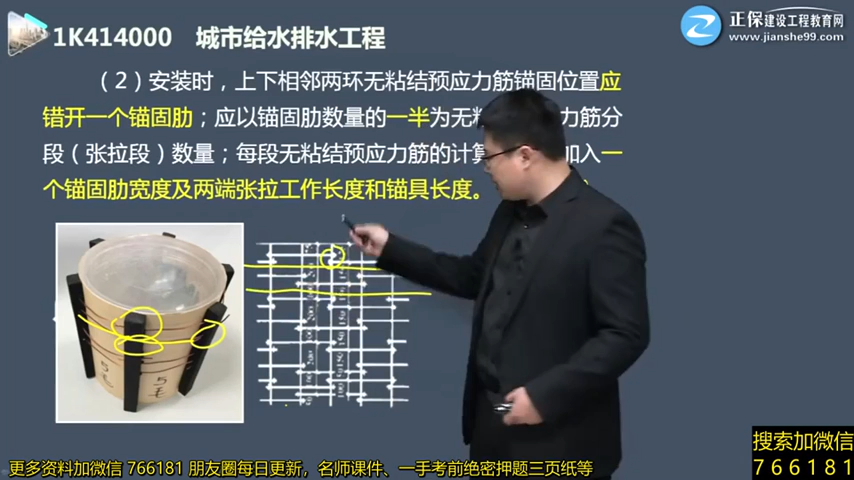 正保建设工程教育网
www.jianshe99.com
1K414000 城市给水排水工程
（2）安装时，上下相邻两环无粘结预应力筋锚固位置应
错开一个锚固肋；应以锚固肋数量的一半为无粘 力筋分
段（张拉段）数量；每段无粘结预应力筋的计 加入一
个锚固肋宽度及两端张拉工作长度和锚具长度。
搜索加微信
766181
更多资料加微信 766181 朋友圈每日更新，名师课件、一手考前绝密押题三页纸等